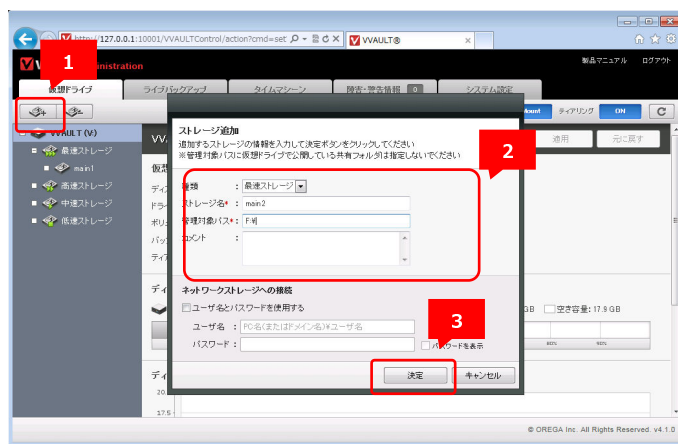 http://127.0.0.1:10001/VVAULTControl/action?cmd=set
VVAULT®
1
inistration
製品マニュアル ログアウト
仮想ドライブ
ライブバックアップ
タイムマシーン
障害・警告情報 0
システム設定
Mount
ティアリング
ON
C
VVAULT (V:)
最速ストレージ
main1
高速ストレージ
中速ストレージ
低速ストレージ
適用
元に戻す
ストレージ追加
追加するストレージの情報を入力して決定ボタンをクリックしてください
※管理対象パスに仮想ドライブで公開している共有フォルダは指定しないでください
2
種類 : 最速ストレージ
ストレージ名* : main2
管理対象パス* : F:¥
コメント :
ネットワークストレージへの接続
ユーザ名とパスワードを使用する
ユーザ名 : PC名(またはドメイン名)¥ユーザ名
パスワード :
パスワードを表示
3
決定
キャンセル
GB 空き容量: 17.9 GB
80%
90%
20.
17.5
© OREGA Inc. All Rights Reserved. v4.1.0